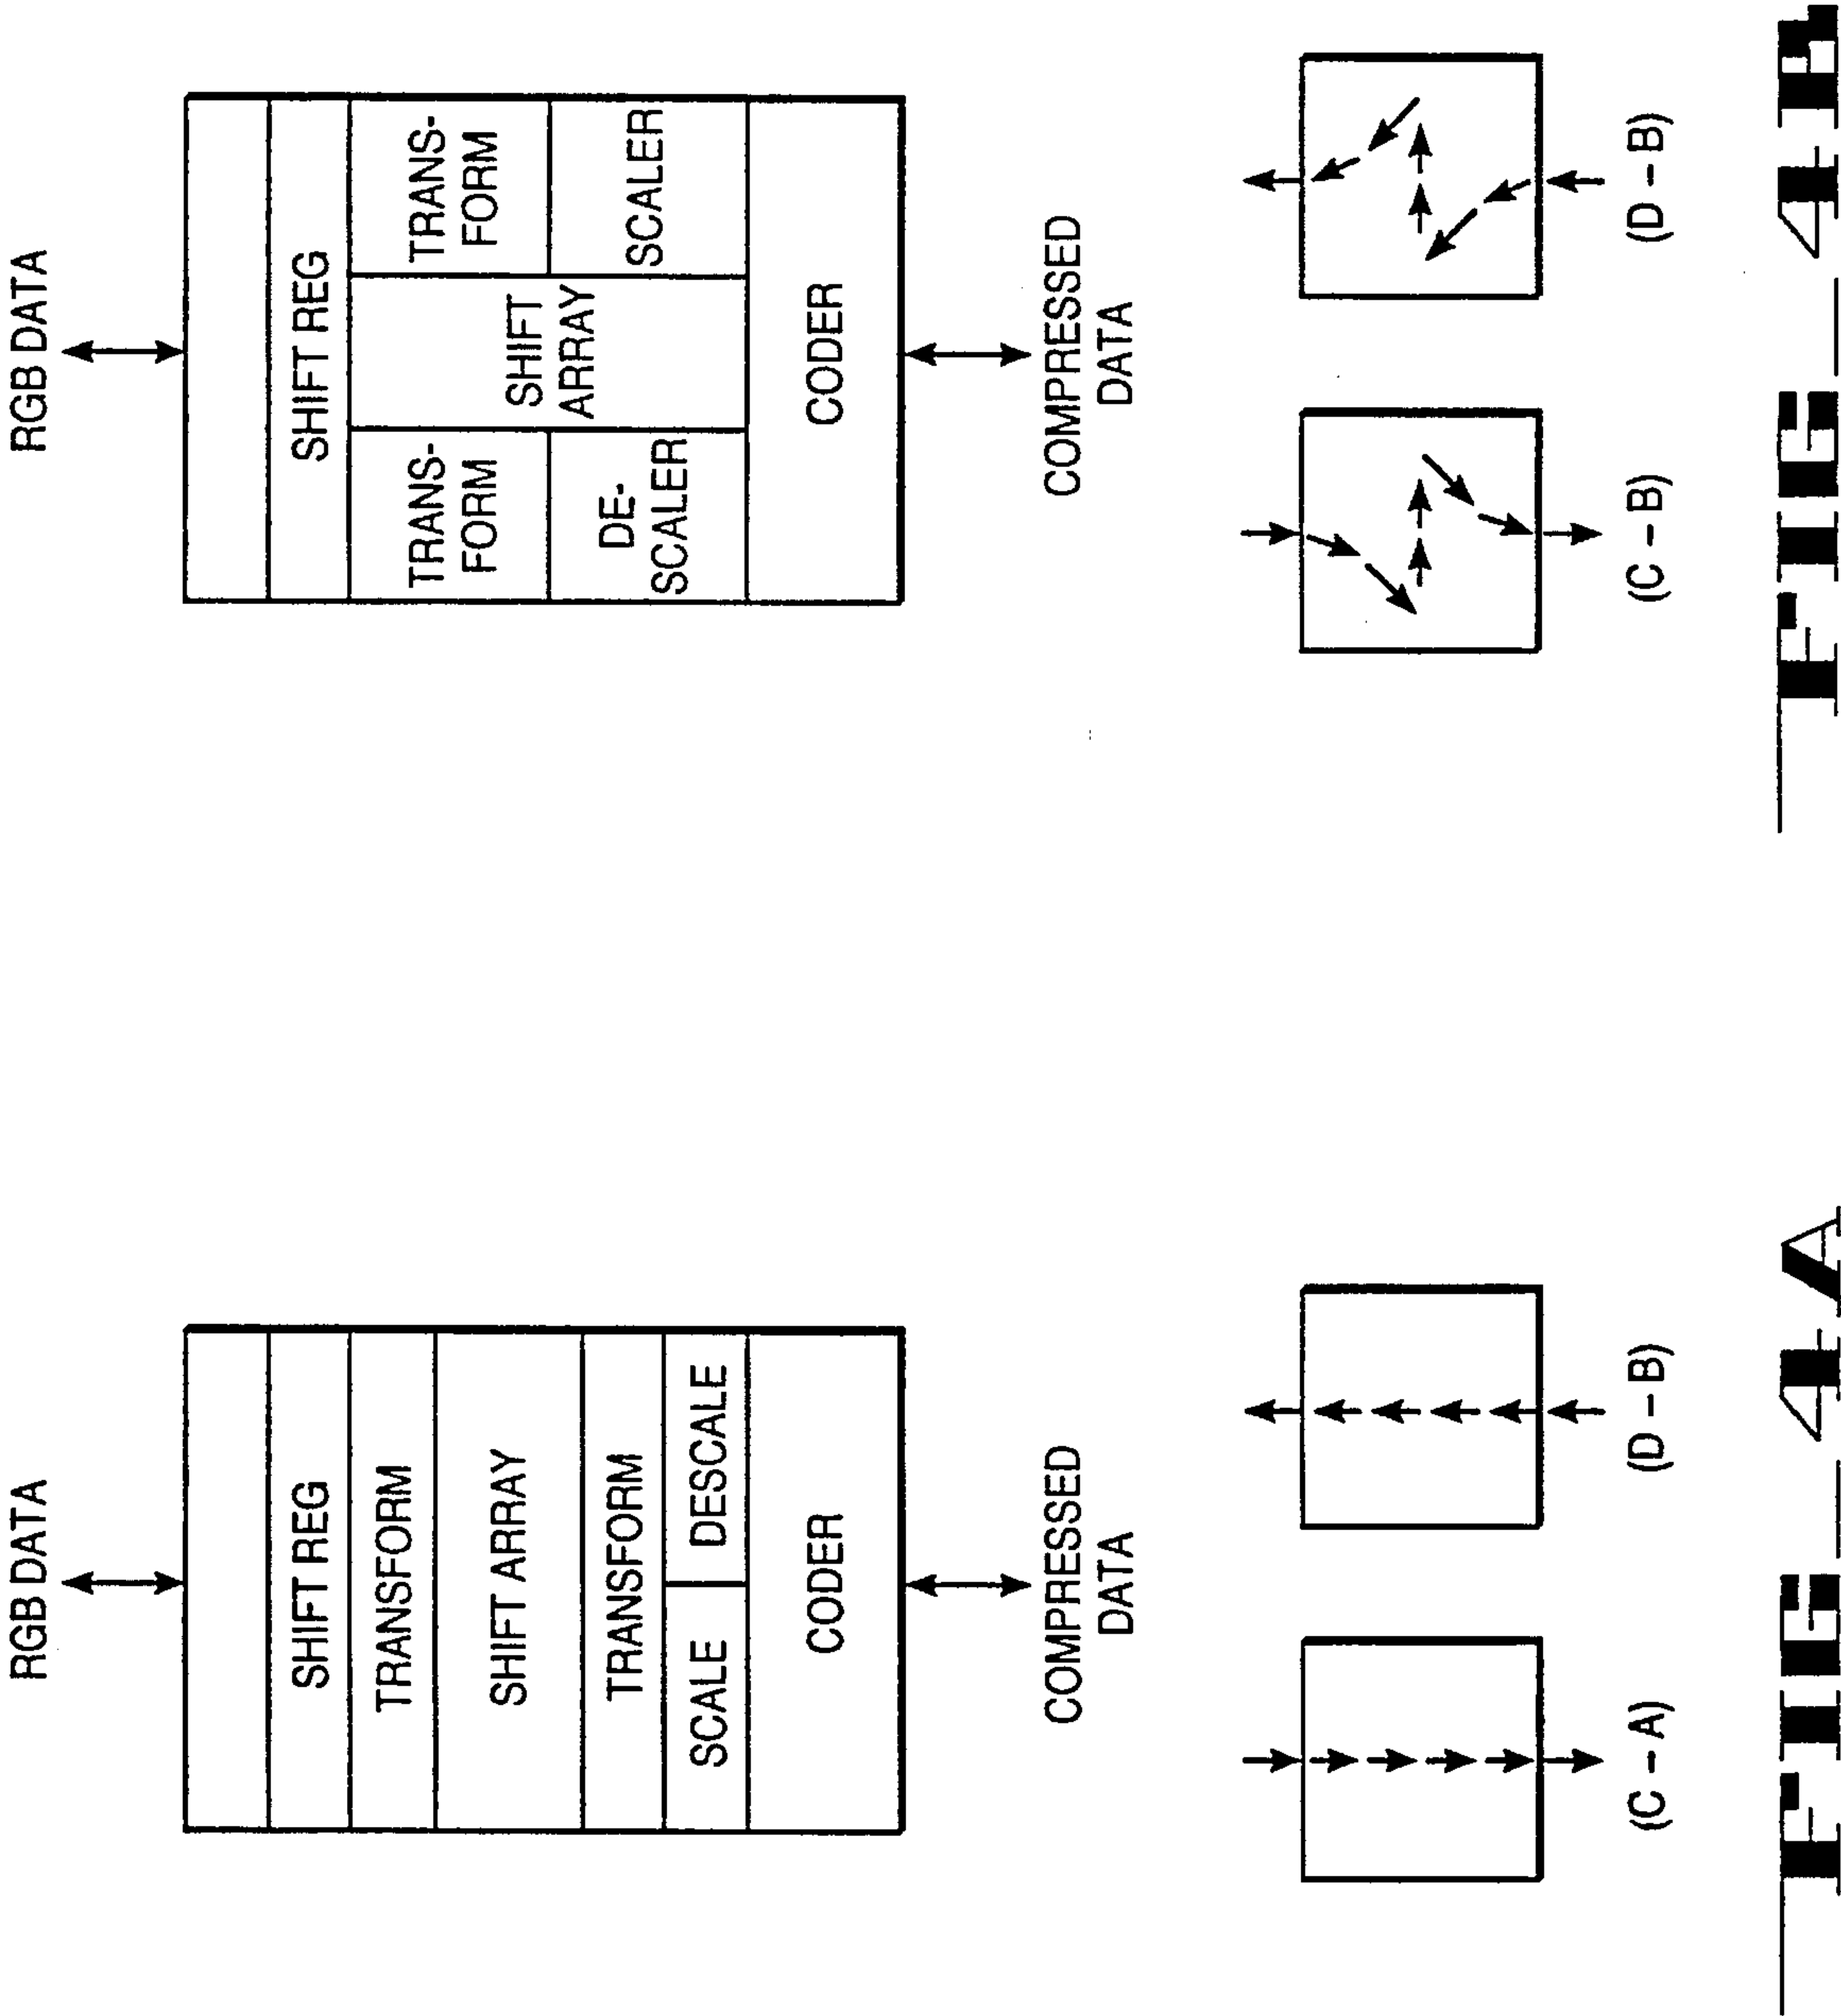 RGB DATA
SHIFT REG
TRANSFORM
SHIFT ARRAY
TRANSFORM
SCALE
DESCALE
CODER
COMPRESSED
DATA
(C - A)
(D - B)
FIG_4A
RGB DATA
SHIFT REG
TRANS-
FORM
SHIFT
ARRAY
TRANS-
FORM
DE-
SCALER
SCALER
CODER
COMPRESSED
DATA
(C - B)
(D - B)
FIG_4B